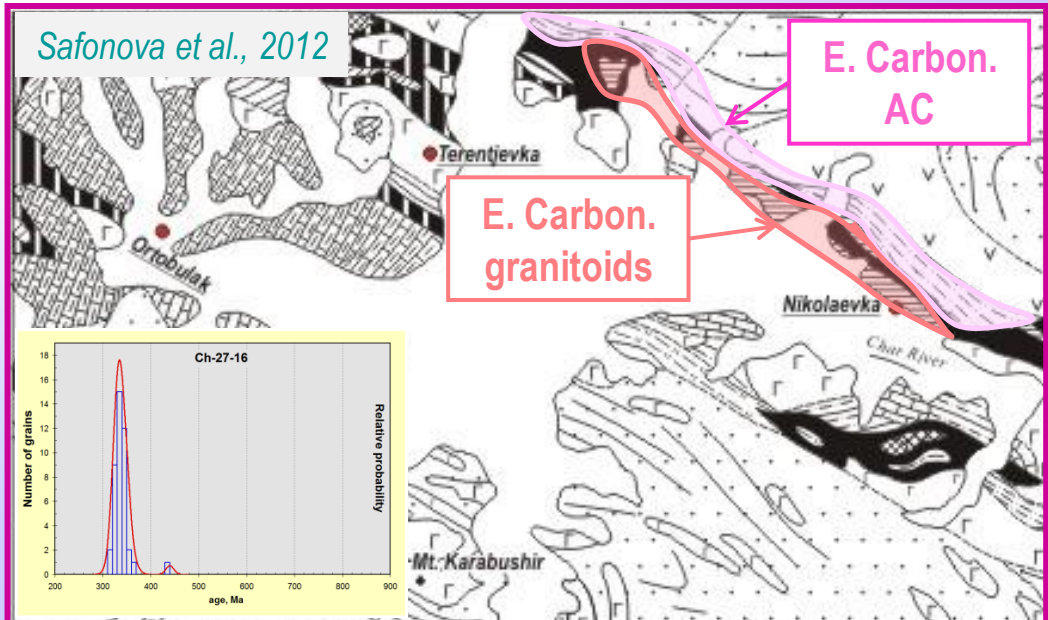 Safonova et al., 2012
E. Carbon.
AC
Terentjevka
E. Carbon.
granitoids
Ortobulak
Nikolaevka
Char River
Mt. Karabushir
Ch-27-16
Number of grains
Relative probability
18
16
14
12
10
8
6
4
2
0
200 300 400 500 600 700 800 900
age, Ma